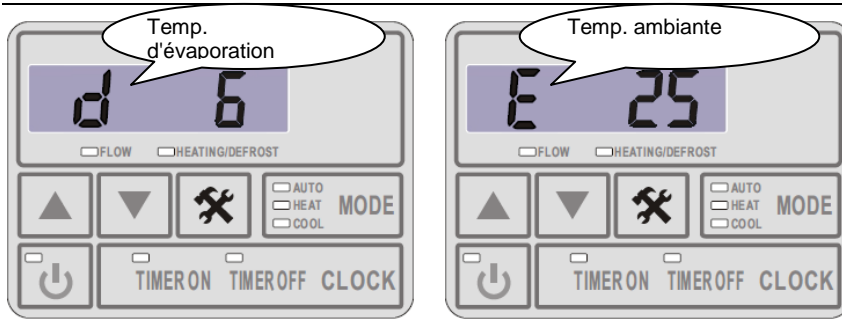 Temp.
d'évaporation
d 6
FLOW HEATING/DEFROST
AUTO
HEAT
COOL
MODE
TIMER ON TIMER OFF CLOCK
Temp. ambiante
E 25
FLOW HEATING/DEFROST
AUTO
HEAT
COOL
MODE
TIMER ON TIMER OFF CLOCK